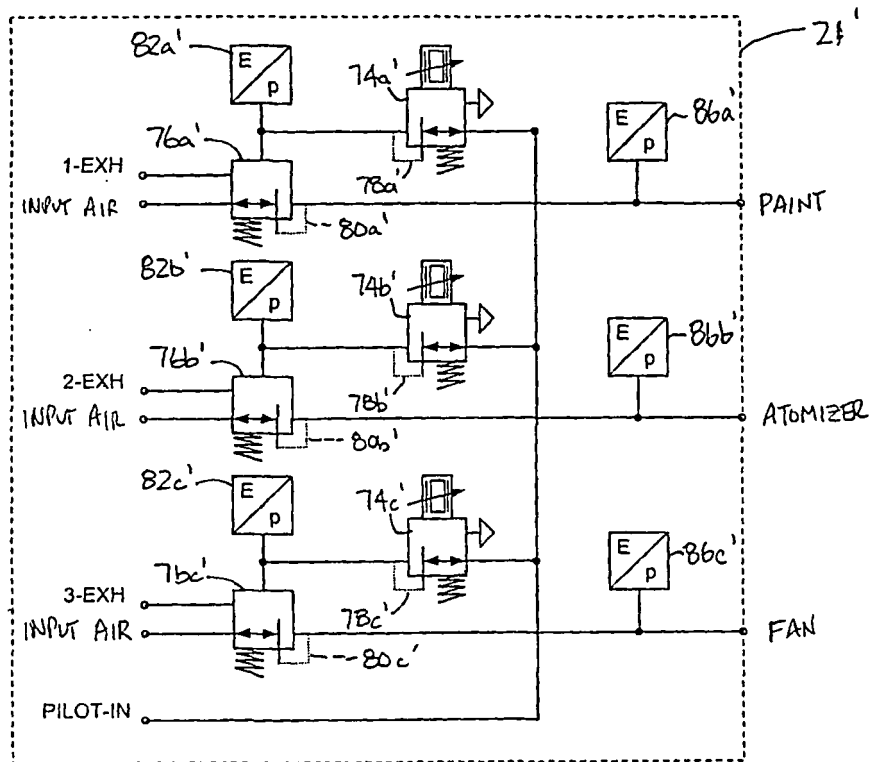 82a'
E
p
74a'
21'
76a'
E
p
86a'
1-EXH
78a'
INPUT AIR
PAINT
80a'
82b'
E
p
74b'
76b'
E
p
86b'
2-EXH
78b'
INPUT AIR
ATOMIZER
80b'
82c'
E
p
74c'
76c'
E
p
86c'
3-EXH
78c'
INPUT AIR
FAN
80c'
PILOT-IN